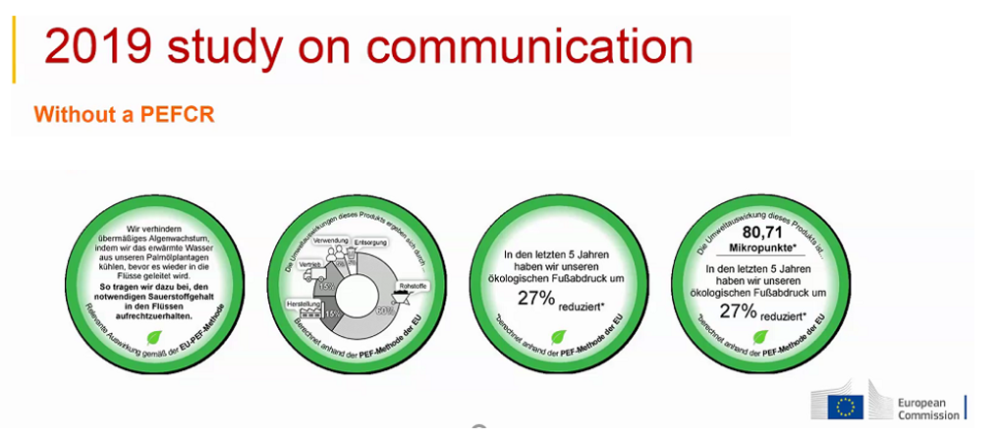 2019 study on communication
Without a PEFCR
Wir verhindern
übermäßiges Algenwachstum,
indem wir das erwärmte Wasser
aus unseren Palmölplantagen
kühlen, bevor es wieder in die
Flüsse geleitet wird.
So tragen wir dazu bei, den
notwendigen Sauerstoffgehalt
in den Flüssen
aufrechtzuerhalten.
Relevante Auswirkung gemäß der EU-PEF-Methode
Die Umweltauswirkungen dieses Produkts ergeben sich durch ...
Verwendung
Entsorgung
Vertrieb
Rohstoffe
Herstellung
15%
15%
60%
Berechnet anhand der PEF-Methode der EU
In den letzten 5 Jahren
haben wir unseren
ökologischen Fußabdruck um
27% reduziert*
*berechnet anhand der PEF-Methode der EU
Die Umweltauswirkung dieses Produkts ist...
80,71
Mikropunkte*
In den letzten 5 Jahren
haben wir unseren
ökologischen Fußabdruck um
27% reduziert*
*berechnet anhand der PEF-Methode der EU
European
Commission